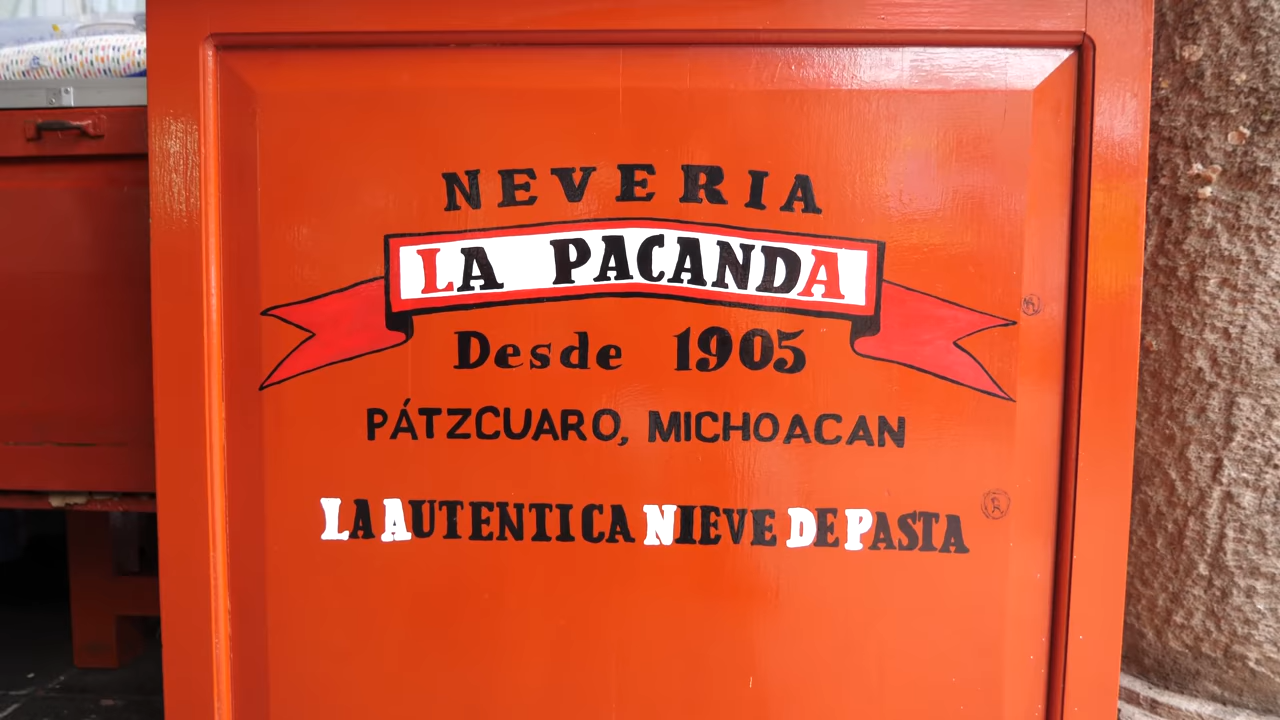 NEVERIA
LA PACANDA
Desde 1905
PÁTZCUARO, MICHOACAN
LA AUTENTICA NIEVE DE PASTA